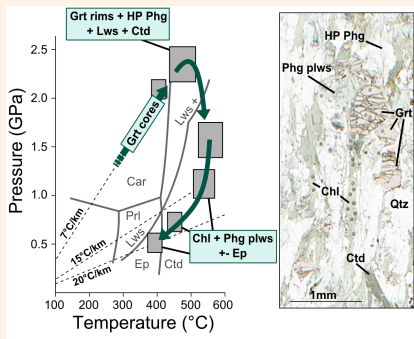 Grt rims + HP Phg
+ Lws + Ctd
Pressure (GPa)
2.5
2.0
1.5
1.0
0.5
Grt cores
Lws +
Car
Prl
Lws
Ep
Ctd
7°C/km
15°C/km
20°C/km
Chl + Phg plws
+- Ep
100 200 300 400 500 600
Temperature (°C)
HP Phg
Phg plws
Grt
Chl
Qtz
Ctd
1mm